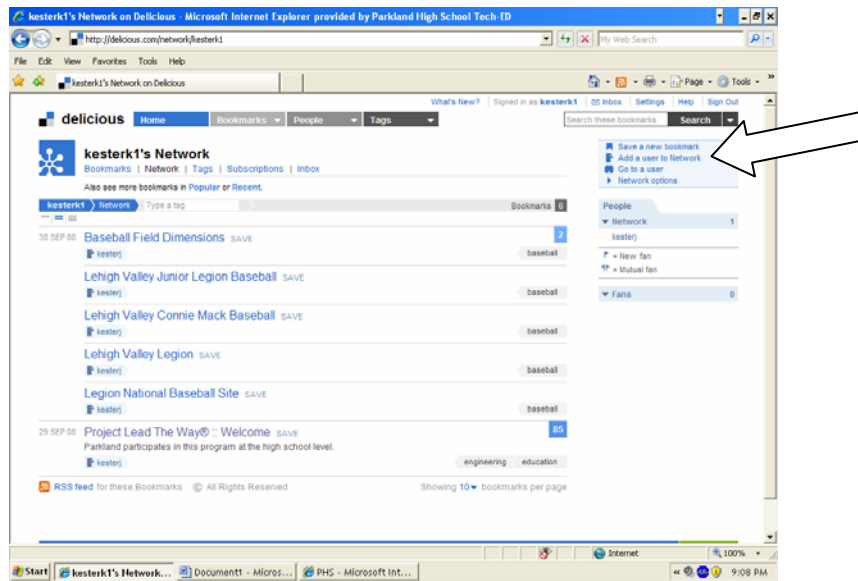 kesterk1's Network on Delicious - Microsoft Internet Explorer provided by Parkland High School Tech-ED
http://delicious.com/network/kesterk1
My Web Search
File Edit View Favorites Tools Help
kesterk1's Network on Delicious
Page Tools
What's New? Signed in as kesterk1 Inbox Settings Help Sign Out
delicious Home Bookmarks People Tags Search these bookmarks Search
kesterk1's Network
Bookmarks | Network | Tags | Subscriptions | Inbox
Also see more bookmarks in Popular or Recent.
kesterk1 Network Type a tag Bookmarks 6
30 SEP 08 Baseball Field Dimensions SAVE 2
kesterj baseball
Lehigh Valley Junior Legion Baseball SAVE
kesterj baseball
Lehigh Valley Connie Mack Baseball SAVE
kesterj baseball
Lehigh Valley Legion SAVE
kesterj baseball
Legion National Baseball Site SAVE
kesterj baseball
29 SEP 08 Project Lead The Way® :: Welcome SAVE 85
Parkland participates in this program at the high school level.
kesterj engineering education
RSS feed for these Bookmarks © All Rights Reserved Showing 10 bookmarks per page
Save a new bookmark
Add a user to Network
Go to a user
Network options
People
Network 1
kesterj
= New fan
= Mutual fan
Fans 0
Internet 100%
Start kesterk1's Network... Document1 - Micros... PHS - Microsoft Int... 9:08 PM